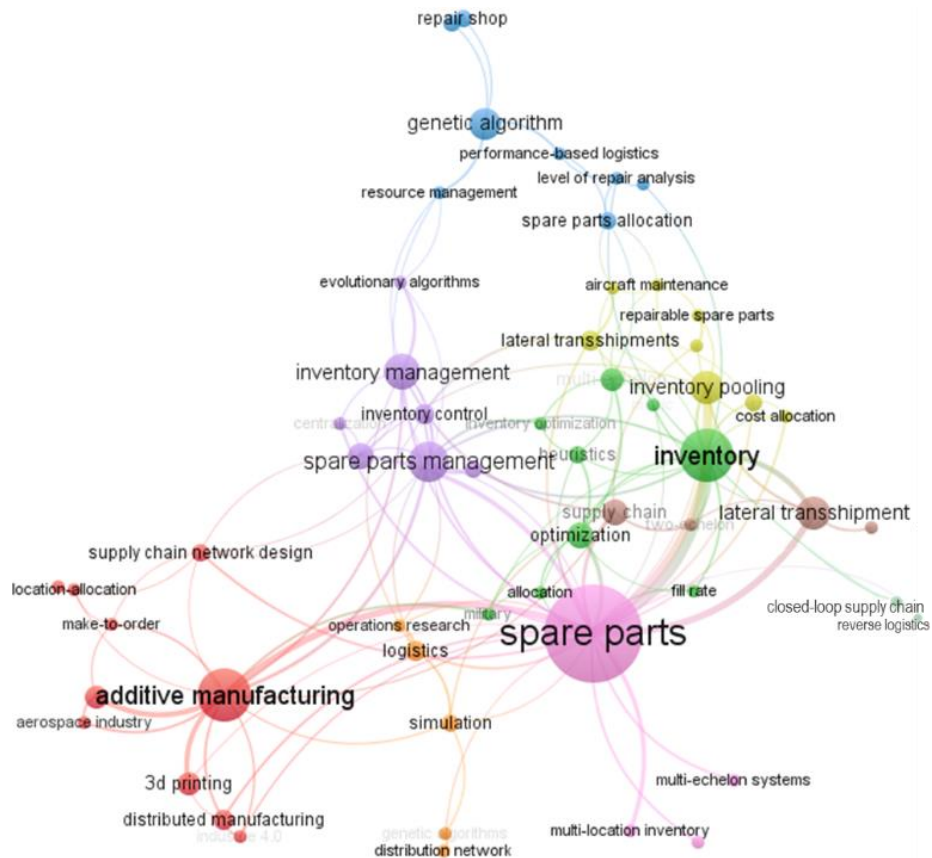 repair shop
genetic algorithm
performance-based logistics
level of repair analysis
resource management
spare parts allocation
evolutionary algorithms
aircraft maintenance
repairable spare parts
lateral transshipments
inventory management
inventory pooling
inventory control
cost allocation
centralization
inventory optimization
heuristics
inventory
spare parts management
supply chain
lateral transshipment
two-echelon
optimization
supply chain network design
location-allocation
allocation
fill rate
closed-loop supply chain
military
make-to-order
operations research
reverse logistics
spare parts
logistics
additive manufacturing
aerospace industry
simulation
3d printing
multi-echelon systems
distributed manufacturing
industrie 4.0
genetic algorithms
multi-location inventory
distribution network